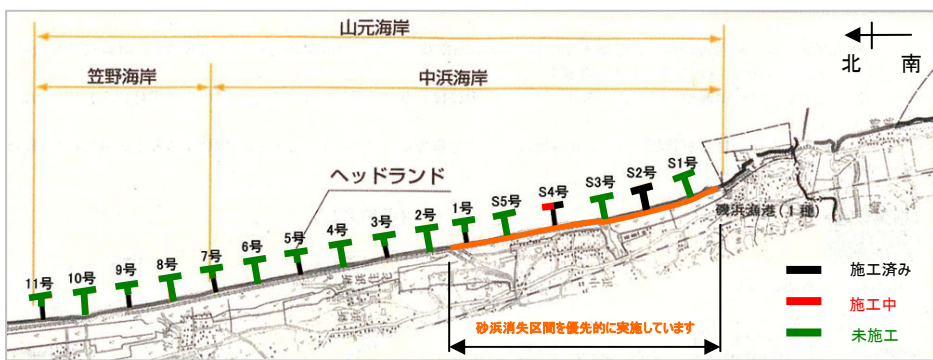 山元海岸
北 南
笠野海岸
中浜海岸
ヘッドランド
S1号
S2号
S3号
S4号
S5号
1号
2号
3号
4号
5号
6号
7号
8号
9号
10号
11号
磯浜漁港(1種)
施工済み
施工中
未施工
砂浜消失区間を優先的に実施しています